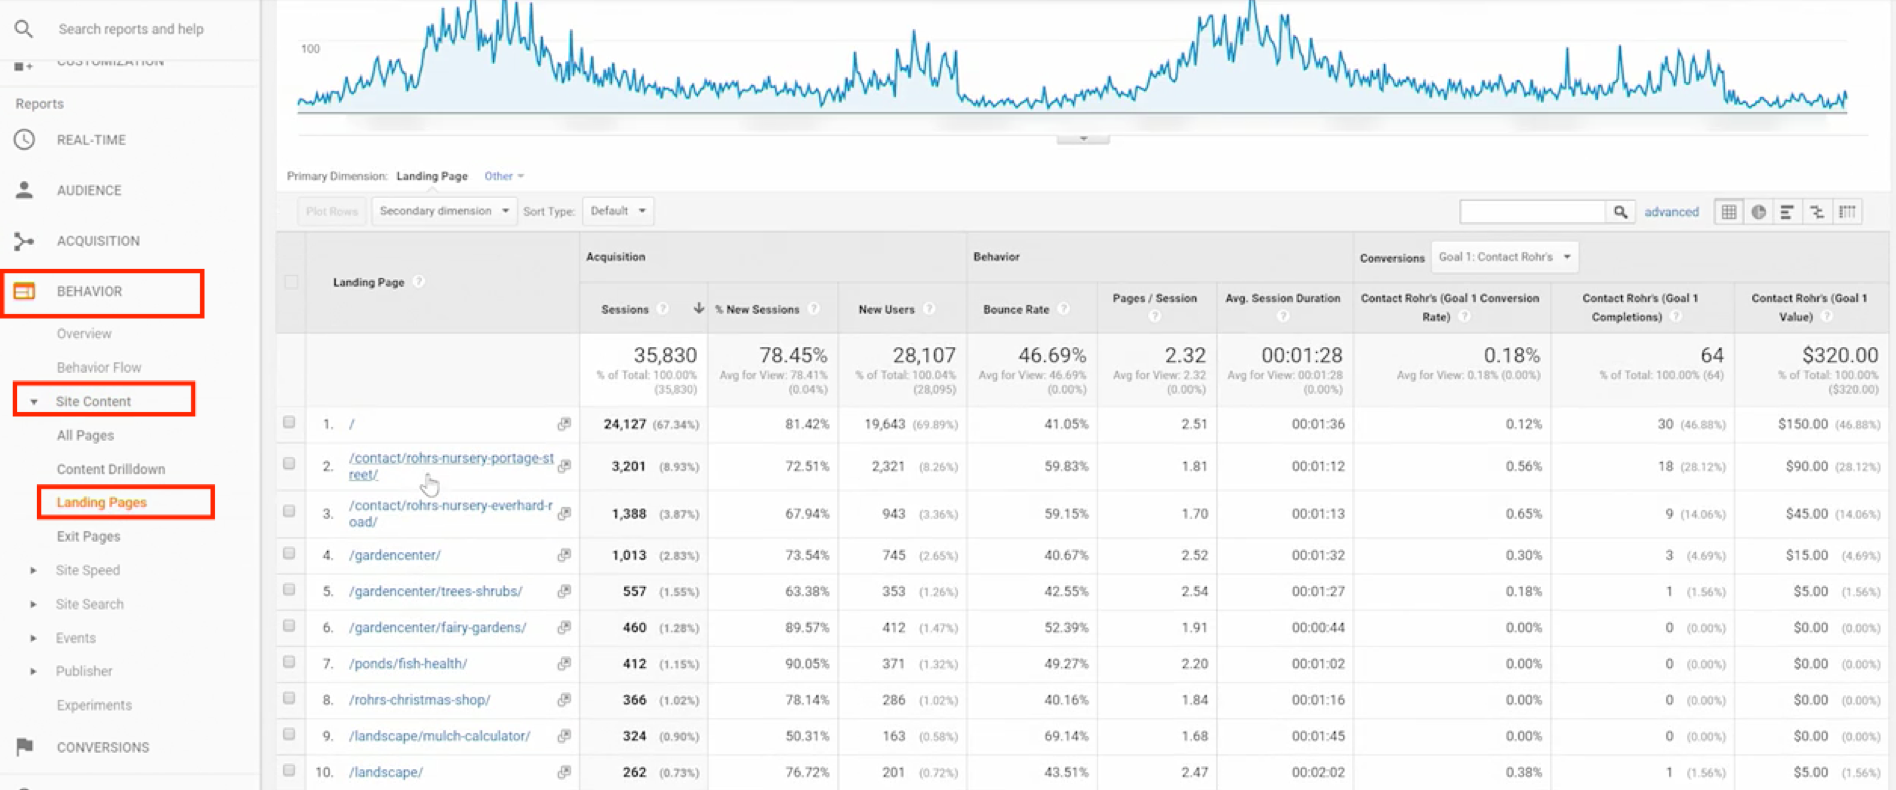 Search reports and help
CUSTOMIZATION
Reports
REAL-TIME
AUDIENCE
ACQUISITION
BEHAVIOR
Overview
Behavior Flow
Site Content
All Pages
Content Drilldown
Landing Pages
Exit Pages
Site Speed
Site Search
Events
Publisher
Experiments
CONVERSIONS
100
Primary Dimension: Landing Page Other
Plot Rows Secondary dimension Sort Type: Default advanced
Landing Page Acquisition Behavior Conversions Goal 1: Contact Rohr's
Sessions % New Sessions New Users Bounce Rate Pages / Session Avg. Session Duration Contact Rohr's (Goal 1 Conversion Rate) Contact Rohr's (Goal 1 Completions) Contact Rohr's (Goal 1 Value)
35,830 78.45% 28,107 46.69% 2.32 00:01:28 0.18% 64 $320.00
% of Total: 100.00% Avg for View: 78.41% % of Total: 100.04% Avg for View: 46.69% Avg for View: 2.32 Avg for View: 00:01:28 Avg for View: 0.18% (0.00%) % of Total: 100.00% (64) % of Total: 100.00%
(35,830) (0.04%) (28,095) (0.00%) (0.00%) (0.00%) ($320.00)
1. / 24,127 (67.34%) 81.42% 19,643 (69.89%) 41.05% 2.51 00:01:36 0.12% 30 (46.88%) $150.00 (46.88%)
2. /contact/rohrs-nursery-portage-st
reet/ 3,201 (8.93%) 72.51% 2,321 (8.26%) 59.83% 1.81 00:01:12 0.56% 18 (28.12%) $90.00 (28.12%)
3. /contact/rohrs-nursery-everhard-r
oad/ 1,388 (3.87%) 67.94% 943 (3.36%) 59.15% 1.70 00:01:13 0.65% 9 (14.06%) $45.00 (14.06%)
4. /gardencenter/ 1,013 (2.83%) 73.54% 745 (2.65%) 40.67% 2.52 00:01:32 0.30% 3 (4.69%) $15.00 (4.69%)
5. /gardencenter/trees-shrubs/ 557 (1.55%) 63.38% 353 (1.26%) 42.55% 2.54 00:01:27 0.18% 1 (1.56%) $5.00 (1.56%)
6. /gardencenter/fairy-gardens/ 460 (1.28%) 89.57% 412 (1.47%) 52.39% 1.91 00:00:44 0.00% 0 (0.00%) $0.00 (0.00%)
7. /ponds/fish-health/ 412 (1.15%) 90.05% 371 (1.32%) 49.27% 2.20 00:01:02 0.00% 0 (0.00%) $0.00 (0.00%)
8. /rohrs-christmas-shop/ 366 (1.02%) 78.14% 286 (1.02%) 40.16% 1.84 00:01:16 0.00% 0 (0.00%) $0.00 (0.00%)
9. /landscape/mulch-calculator/ 324 (0.90%) 50.31% 163 (0.58%) 69.14% 1.68 00:01:45 0.00% 0 (0.00%) $0.00 (0.00%)
10. /landscape/ 262 (0.73%) 76.72% 201 (0.72%) 43.51% 2.47 00:02:02 0.38% 1 (1.56%) $5.00 (1.56%)